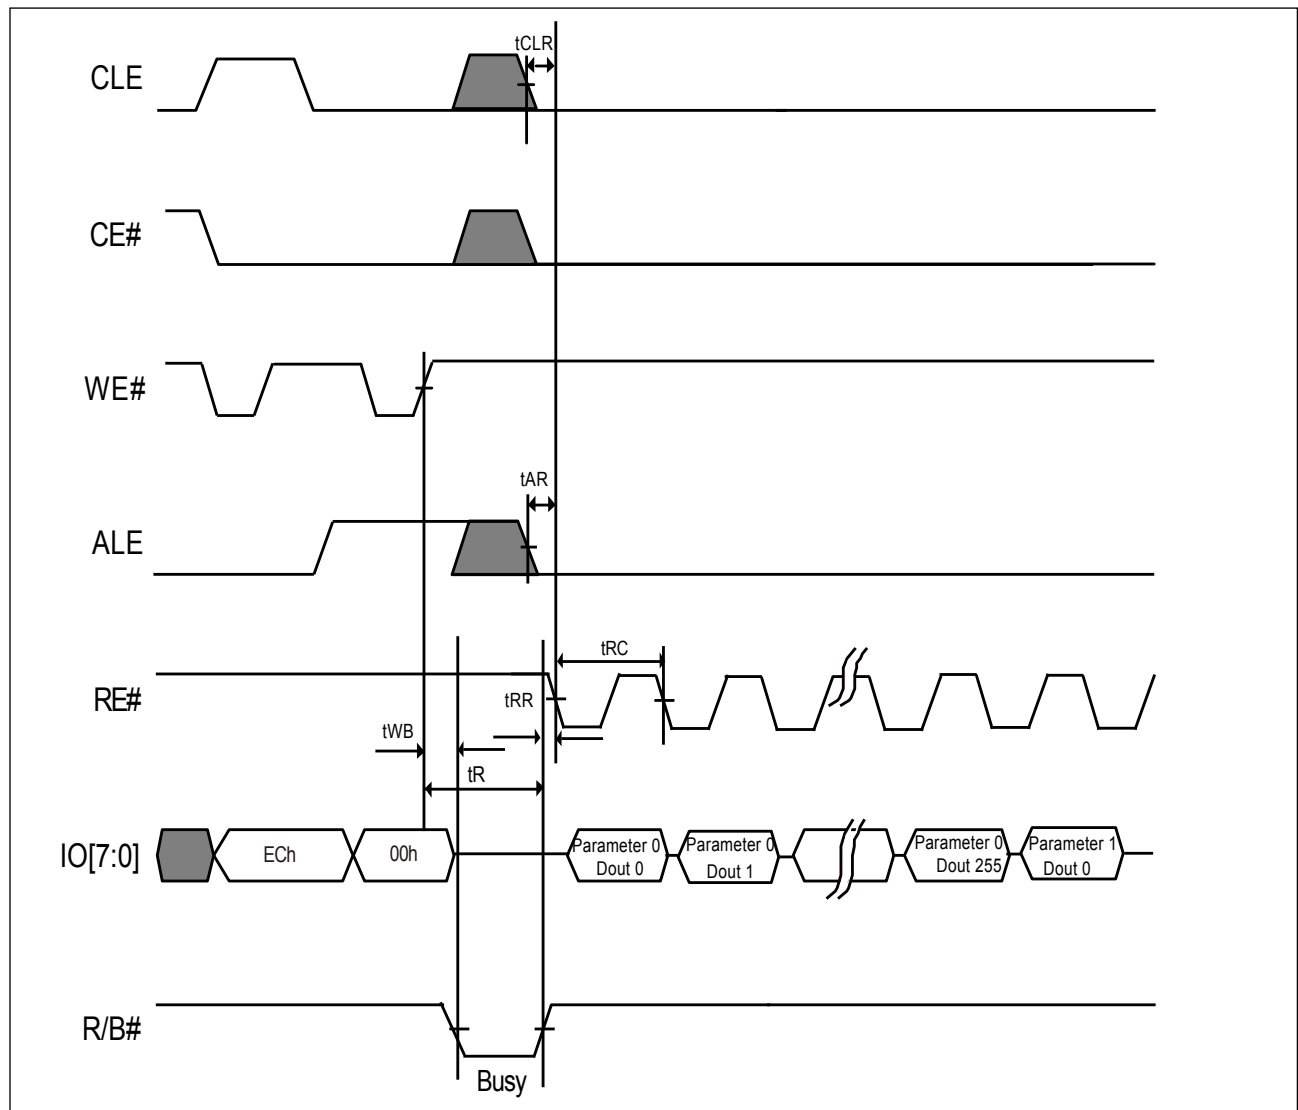 tCLR
CLE
CE#
WE#
tAR
ALE
tRC
RE#
tRR
tWB
tR
IO[7:0]
ECh
00h
Parameter 0
Dout 0
Parameter 0
Dout 1
Parameter 0
Dout 255
Parameter 1
Dout 0
R/B#
Busy